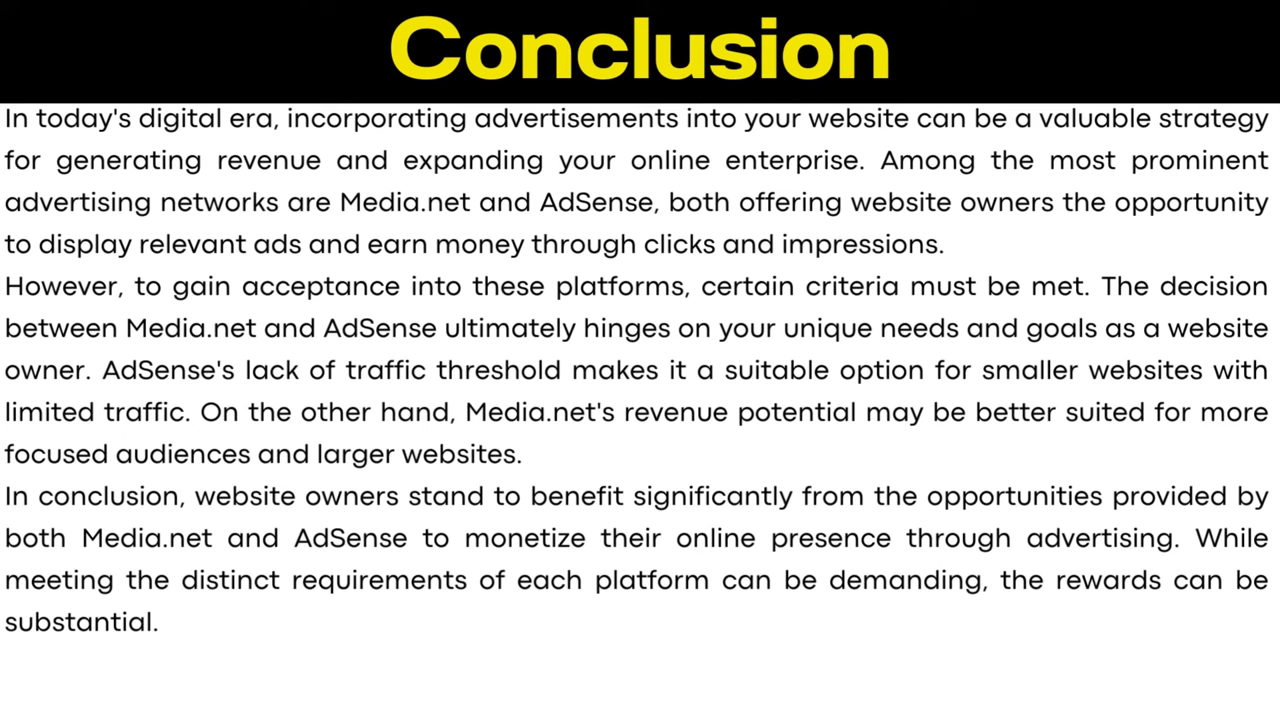 Conclusion
In today's digital era, incorporating advertisements into your website can be a valuable strategy
for generating revenue and expanding your online enterprise. Among the most prominent
advertising networks are Media.net and AdSense, both offering website owners the opportunity
to display relevant ads and earn money through clicks and impressions.
However, to gain acceptance into these platforms, certain criteria must be met. The decision
between Media.net and AdSense ultimately hinges on your unique needs and goals as a website
owner. AdSense's lack of traffic threshold makes it a suitable option for smaller websites with
limited traffic. On the other hand, Media.net's revenue potential may be better suited for more
focused audiences and larger websites.
In conclusion, website owners stand to benefit significantly from the opportunities provided by
both Media.net and AdSense to monetize their online presence through advertising. While
meeting the distinct requirements of each platform can be demanding, the rewards can be
substantial.